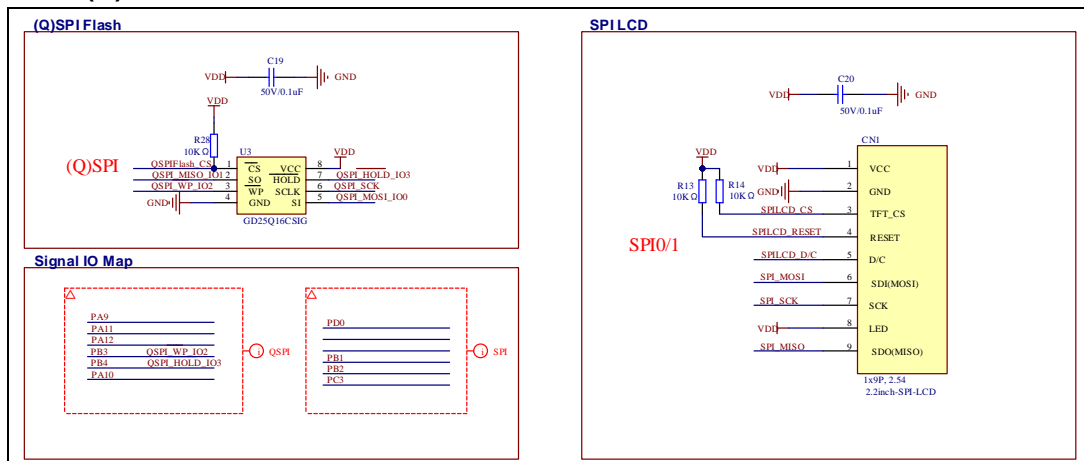 (Q)SPI Flash
VDD
C19
50V/0.1uF
GND
VDD
R28
10KΩ
(Q)SPI
U3
VDD
QSPIFlash_CS 1 CS VCC 8
QSPI_MISO_IO1 2 SO HOLD 7 QSPI_HOLD_IO3
QSPI_WP_IO2 3 WP SCLK 6 QSPI_SCK
GND 4 GND SI 5 QSPI_MOSI_IO0
GD25Q16CSIG
Signal IO Map
PA9
PA11
PA12
PB3 QSPI_WP_IO2
PB4 QSPI_HOLD_IO3
PA10
i QSPI
PD0
PB1
PB2
PC3
i SPI
SPI LCD
VDD
C20
50V/0.1uF
GND
CN1
VDD
R13
10KΩ
R14
10KΩ
SPI0/1
VDD 1 VCC
GND 2 GND
SPILCD_CS 3 TFT_CS
SPILCD_RESET 4 RESET
SPILCD_D/C 5 D/C
SPI_MOSI 6 SDI(MOSI)
SPI_SCK 7 SCK
VDD 8 LED
SPI_MISO 9 SDO(MISO)
1x9P, 2.54
2.2inch-SPI-LCD